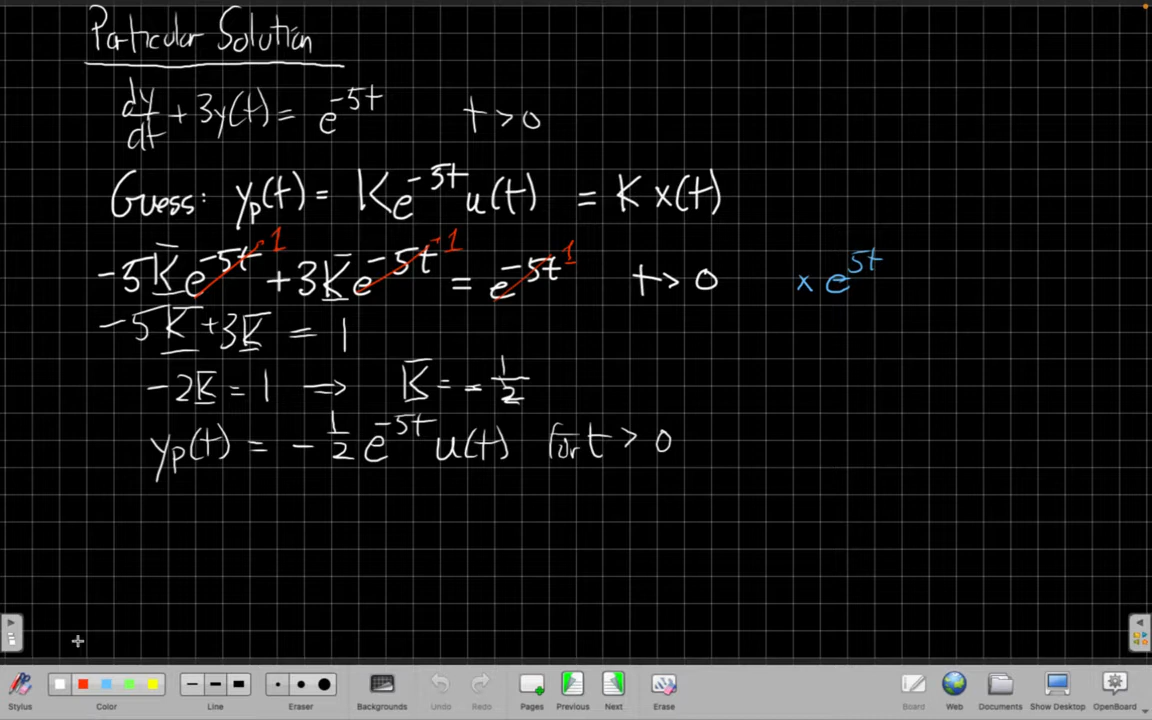 Particular Solution
dy/dt + 3y(t) = e^-5t t > 0
Guess: yp(t) = Ke^-5t u(t) = K x(t)
-5Ke^-5t 1 + 3Ke^-5t 1 = e^-5t 1 t > 0 × e^5t
-5K + 3K = 1
-2K = 1 ⇒ K = -1/2
yp(t) = -1/2 e^-5t u(t) for t > 0
Stylus Color Line Eraser Backgrounds Undo Redo Pages Previous Next Erase Board Web Documents Show Desktop OpenBoard